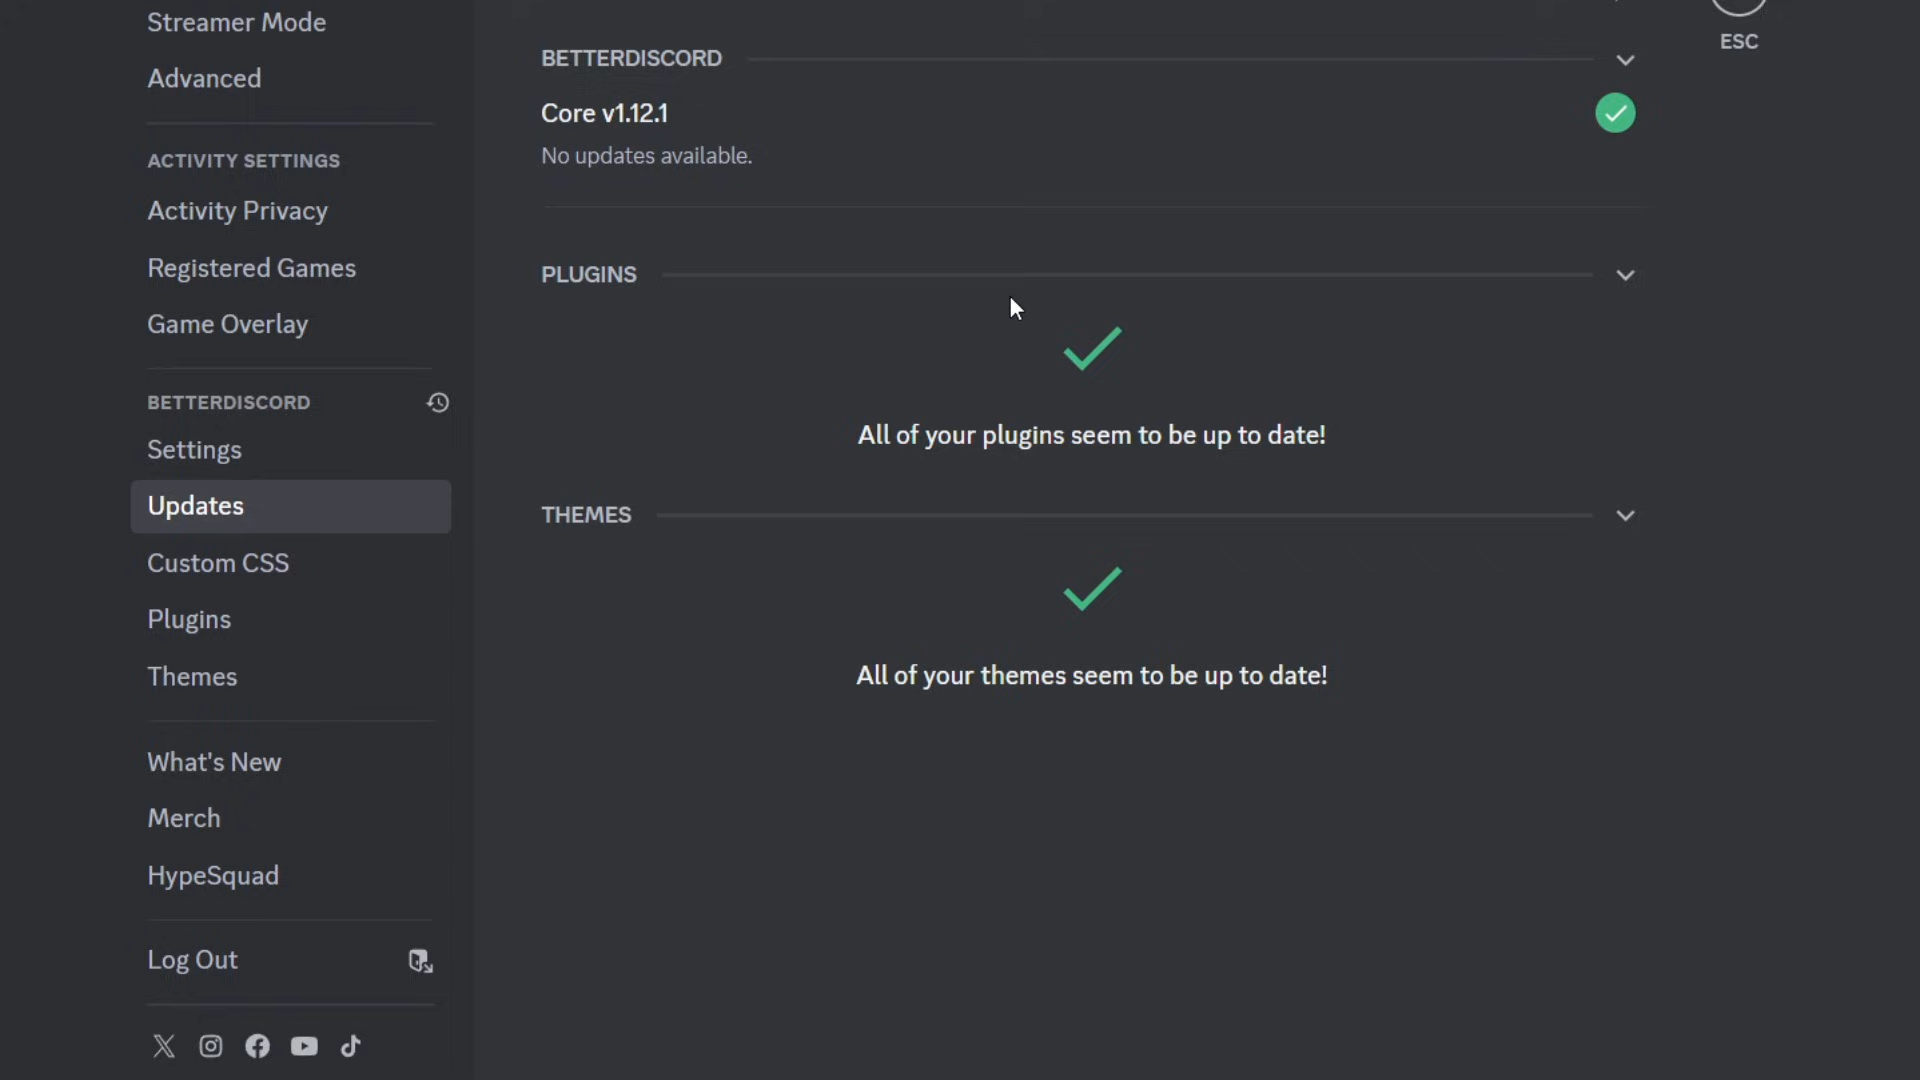 Streamer Mode
Advanced
ACTIVITY SETTINGS
Activity Privacy
Registered Games
Game Overlay
BETTERDISCORD
Settings
Updates
Custom CSS
Plugins
Themes
What's New
Merch
HypeSquad
Log Out
BETTERDISCORD
Core v1.12.1
No updates available.
PLUGINS
All of your plugins seem to be up to date!
THEMES
All of your themes seem to be up to date!
ESC